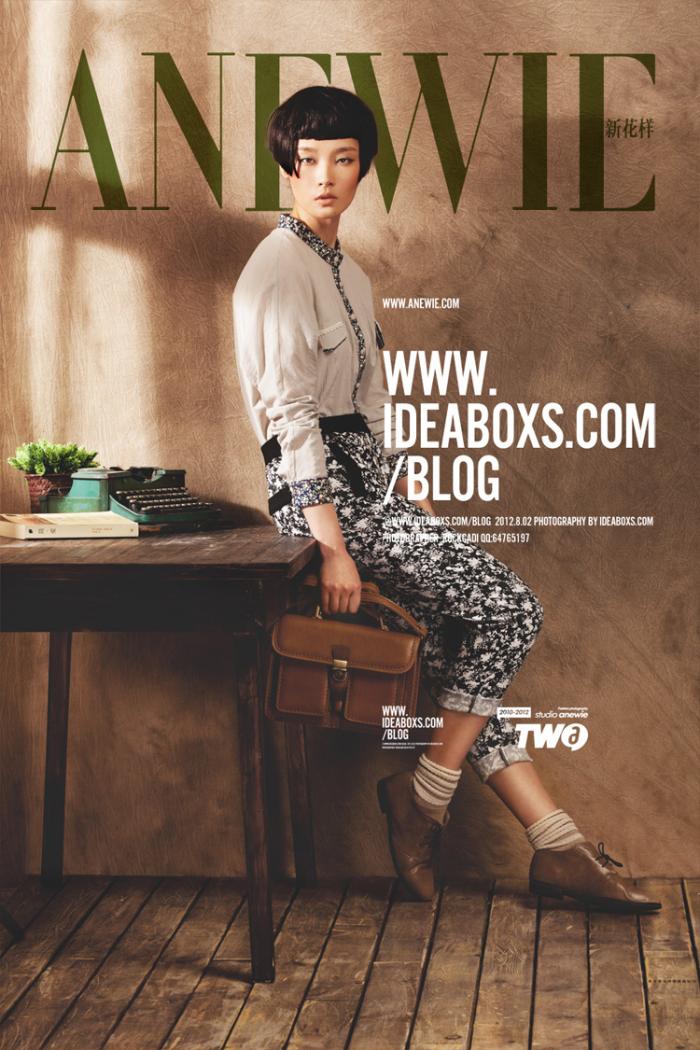 ANEWIE
新花样
WWW.ANEWIE.COM
WWW.
IDEABOXS.COM
/BLOG
@WWW.IDEABOXS.COM/BLOG 2012.8.02 PHOTOGRAPHY BY IDEABOXS.COM
PHOTOGRAPHER ROCKGADI QQ:64765197
WWW.
IDEABOXS.COM
/BLOG
2010-2012
studio anewie
TWO